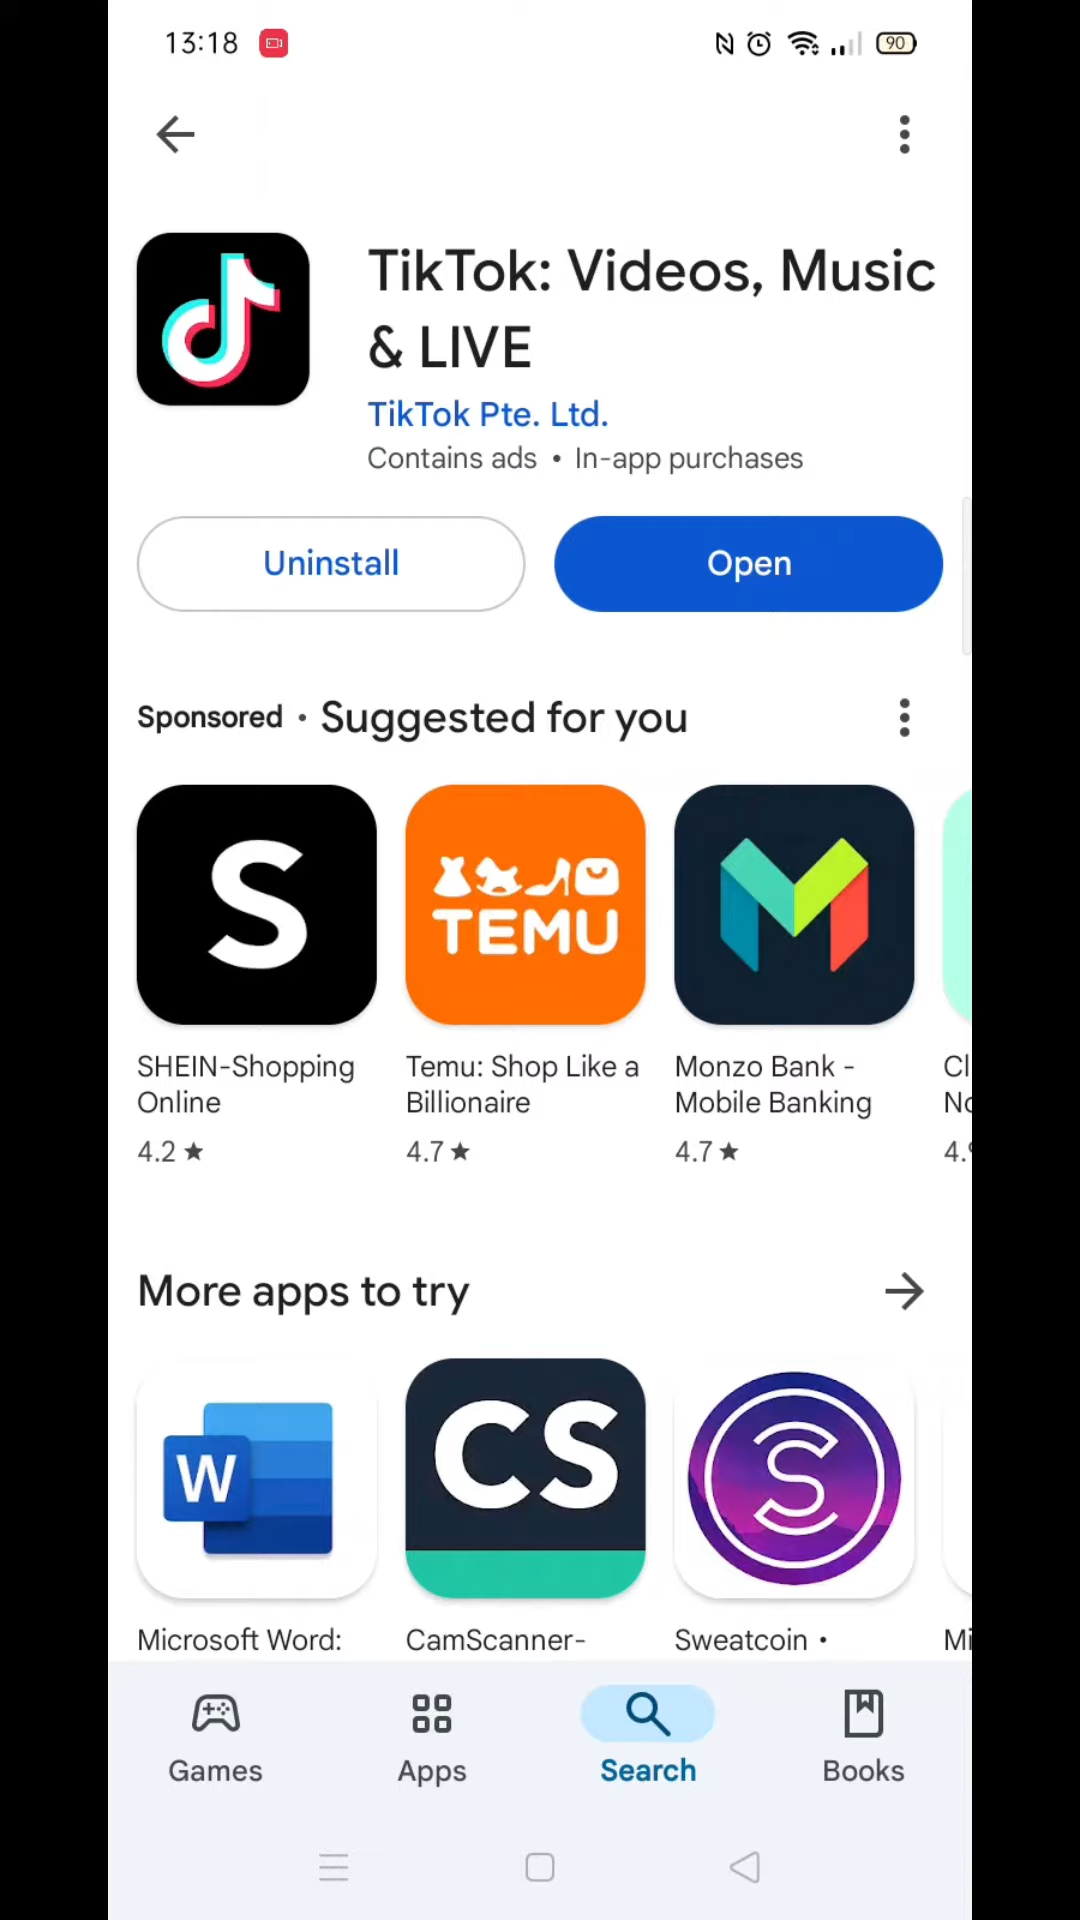 13:18
90
TikTok: Videos, Music
& LIVE
TikTok Pte. Ltd.
Contains ads • In-app purchases
Uninstall
Open
Sponsored • Suggested for you
S
TEMU
M
SHEIN-Shopping
Online
4.2 ★
Temu: Shop Like a
Billionaire
4.7 ★
Monzo Bank -
Mobile Banking
4.7 ★
More apps to try
W
CS
S
Microsoft Word:
CamScanner-
Sweatcoin •
Games
Apps
Search
Books